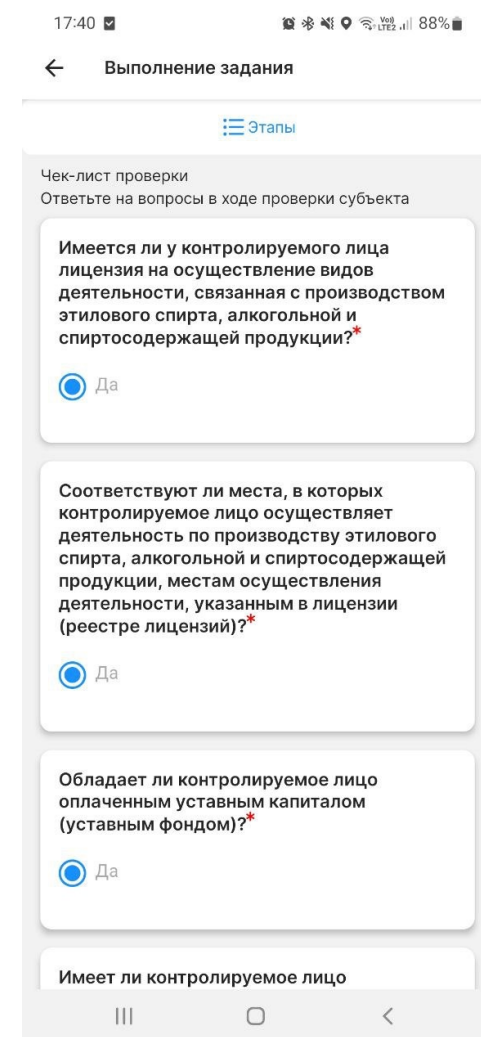 17:40
Vo)) LTE2 88%
Выполнение задания
Этапы
Чек-лист проверки
Ответьте на вопросы в ходе проверки субъекта
Имеется ли у контролируемого лица
лицензия на осуществление видов
деятельности, связанная с производством
этилового спирта, алкогольной и
спиртосодержащей продукции?*
Да
Соответствуют ли места, в которых
контролируемое лицо осуществляет
деятельность по производству этилового
спирта, алкогольной и спиртосодержащей
продукции, местам осуществления
деятельности, указанным в лицензии
(реестре лицензий)?*
Да
Обладает ли контролируемое лицо
оплаченным уставным капиталом
(уставным фондом)?*
Да
Имеет ли контролируемое лицо